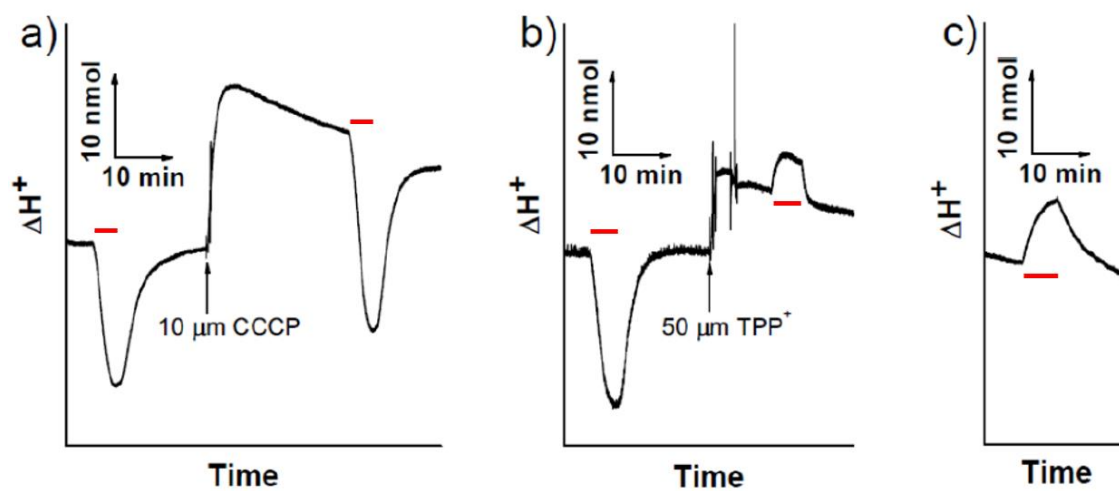 a)
10 nmol
10 min
ΔH⁺
10 μm CCCP
Time
b)
10 nmol
10 min
ΔH⁺
50 μm TPP⁺
Time
c)
10 nmol
10 min
ΔH⁺
Time